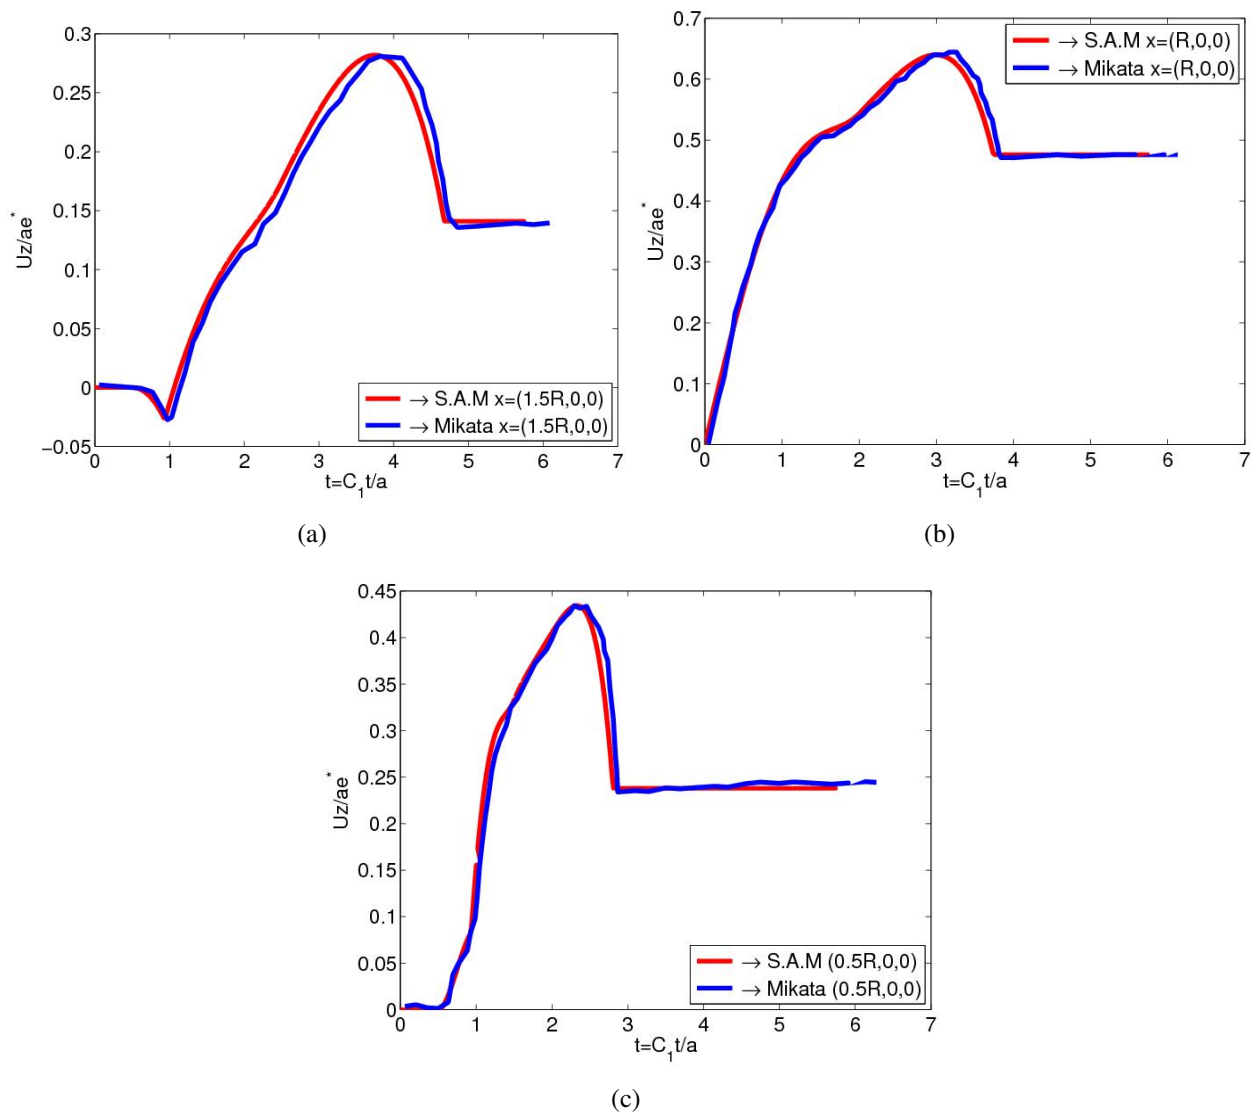 0.3
0.25
0.2
0.15
0.1
0.05
0
−0.05
Uz/ae*
0 1 2 3 4 5 6 7
t=C₁t/a
→ S.A.M x=(1.5R,0,0)
→ Mikata x=(1.5R,0,0)
(a)
0.7
0.6
0.5
0.4
0.3
0.2
0.1
0
Uz/ae*
0 1 2 3 4 5 6 7
t=C₁t/a
→ S.A.M x=(R,0,0)
→ Mikata x=(R,0,0)
(b)
0.45
0.4
0.35
0.3
0.25
0.2
0.15
0.1
0.05
0
Uz/ae*
0 1 2 3 4 5 6 7
t=C₁t/a
→ S.A.M (0.5R,0,0)
→ Mikata (0.5R,0,0)
(c)